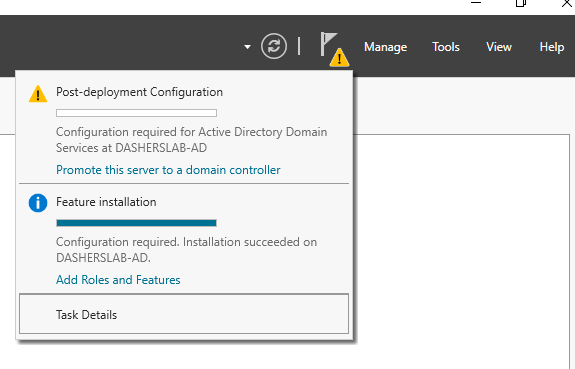 Manage Tools View Help
Post-deployment Configuration
Configuration required for Active Directory Domain
Services at DASHERSLAB-AD
Promote this server to a domain controller
Feature installation
Configuration required. Installation succeeded on
DASHERSLAB-AD.
Add Roles and Features
Task Details